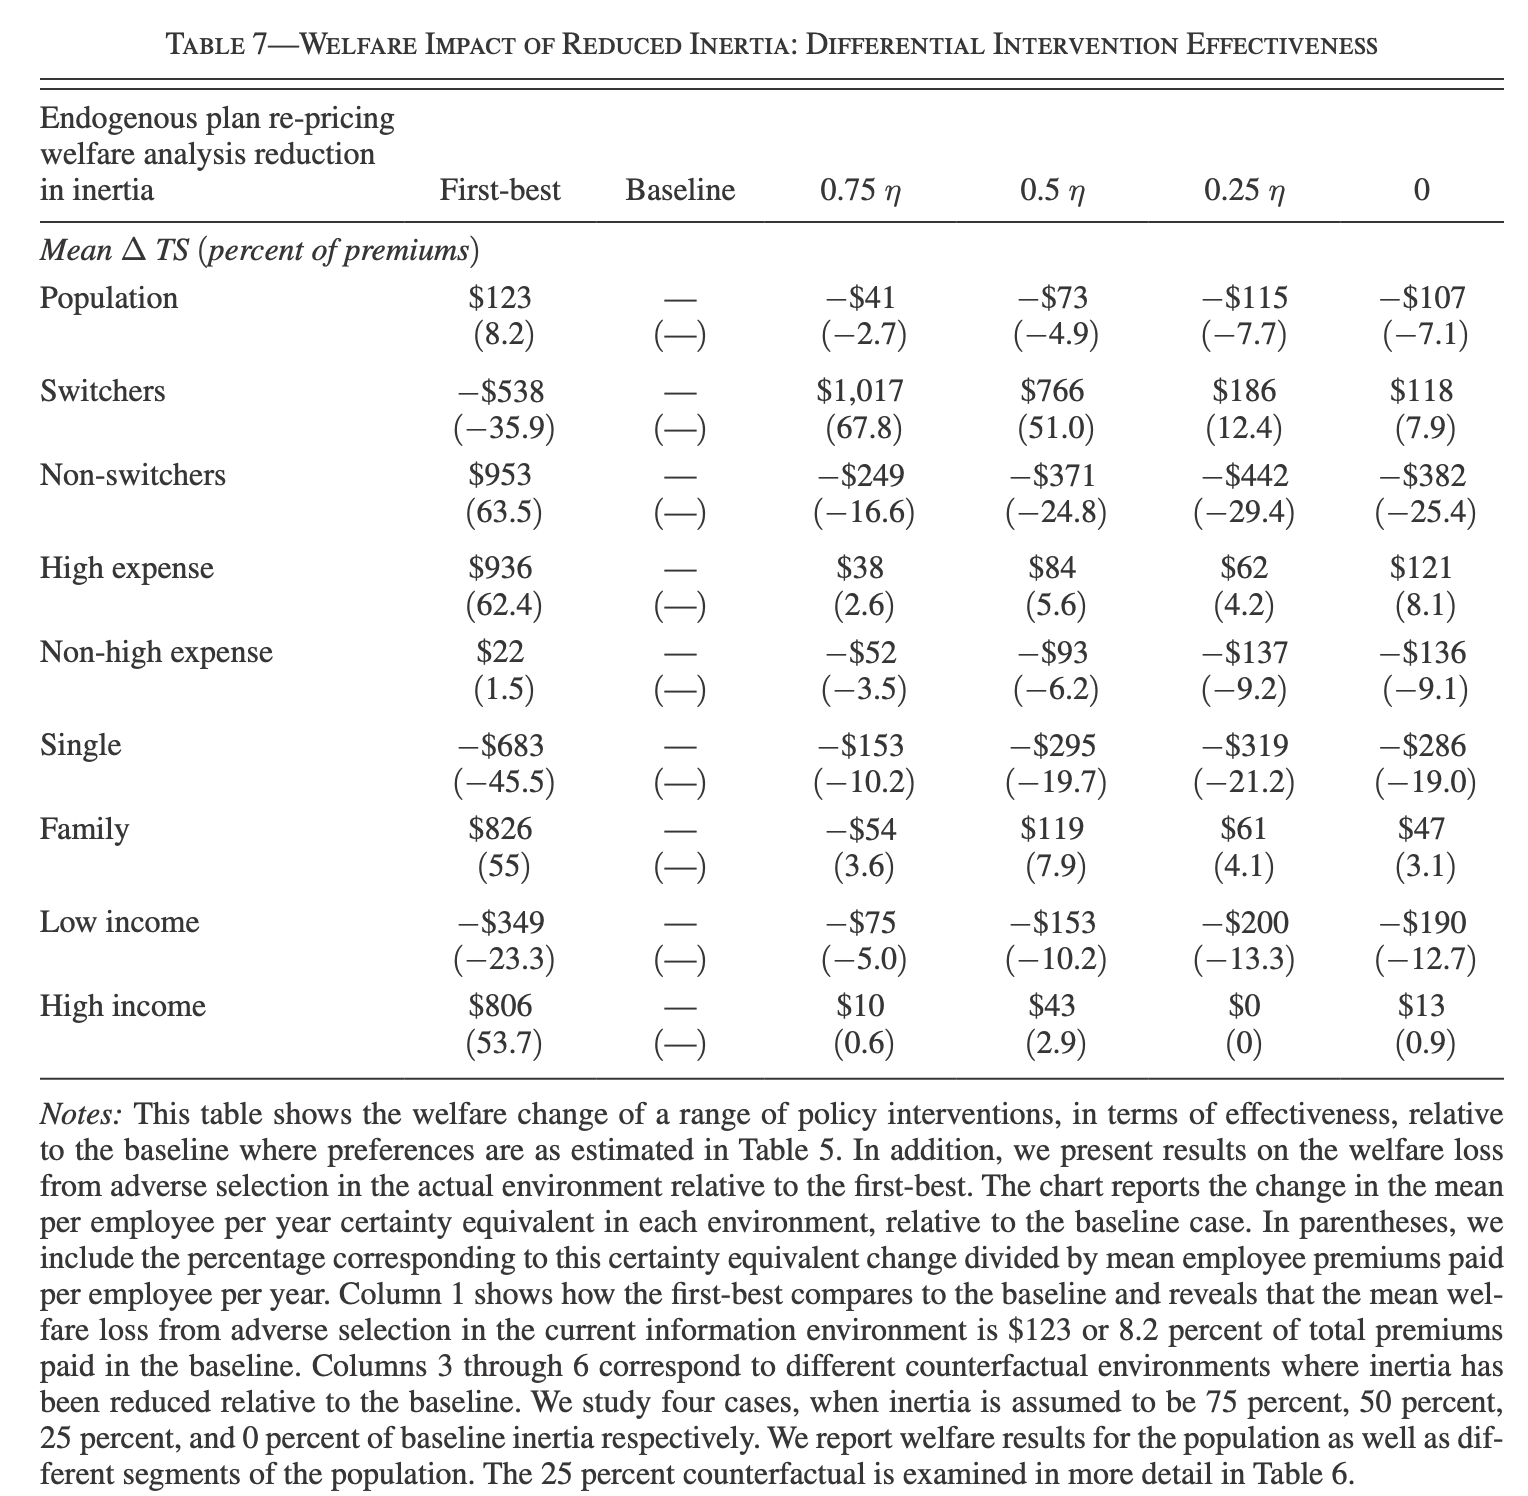 TABLE 7—WELFARE IMPACT OF REDUCED INERTIA: DIFFERENTIAL INTERVENTION EFFECTIVENESS
Endogenous plan re-pricing
welfare analysis reduction
in inertia First-best Baseline 0.75 η 0.5 η 0.25 η 0
Mean Δ TS (percent of premiums)
Population $123 — −$41 −$73 −$115 −$107
(8.2) (—) (−2.7) (−4.9) (−7.7) (−7.1)
Switchers −$538 — $1,017 $766 $186 $118
(−35.9) (—) (67.8) (51.0) (12.4) (7.9)
Non-switchers $953 — −$249 −$371 −$442 −$382
(63.5) (—) (−16.6) (−24.8) (−29.4) (−25.4)
High expense $936 — $38 $84 $62 $121
(62.4) (—) (2.6) (5.6) (4.2) (8.1)
Non-high expense $22 — −$52 −$93 −$137 −$136
(1.5) (—) (−3.5) (−6.2) (−9.2) (−9.1)
Single −$683 — −$153 −$295 −$319 −$286
(−45.5) (—) (−10.2) (−19.7) (−21.2) (−19.0)
Family $826 — −$54 $119 $61 $47
(55) (—) (3.6) (7.9) (4.1) (3.1)
Low income −$349 — −$75 −$153 −$200 −$190
(−23.3) (—) (−5.0) (−10.2) (−13.3) (−12.7)
High income $806 — $10 $43 $0 $13
(53.7) (—) (0.6) (2.9) (0) (0.9)
Notes: This table shows the welfare change of a range of policy interventions, in terms of effectiveness, relative
to the baseline where preferences are as estimated in Table 5. In addition, we present results on the welfare loss
from adverse selection in the actual environment relative to the first-best. The chart reports the change in the mean
per employee per year certainty equivalent in each environment, relative to the baseline case. In parentheses, we
include the percentage corresponding to this certainty equivalent change divided by mean employee premiums paid
per employee per year. Column 1 shows how the first-best compares to the baseline and reveals that the mean wel-
fare loss from adverse selection in the current information environment is $123 or 8.2 percent of total premiums
paid in the baseline. Columns 3 through 6 correspond to different counterfactual environments where inertia has
been reduced relative to the baseline. We study four cases, when inertia is assumed to be 75 percent, 50 percent,
25 percent, and 0 percent of baseline inertia respectively. We report welfare results for the population as well as dif-
ferent segments of the population. The 25 percent counterfactual is examined in more detail in Table 6.